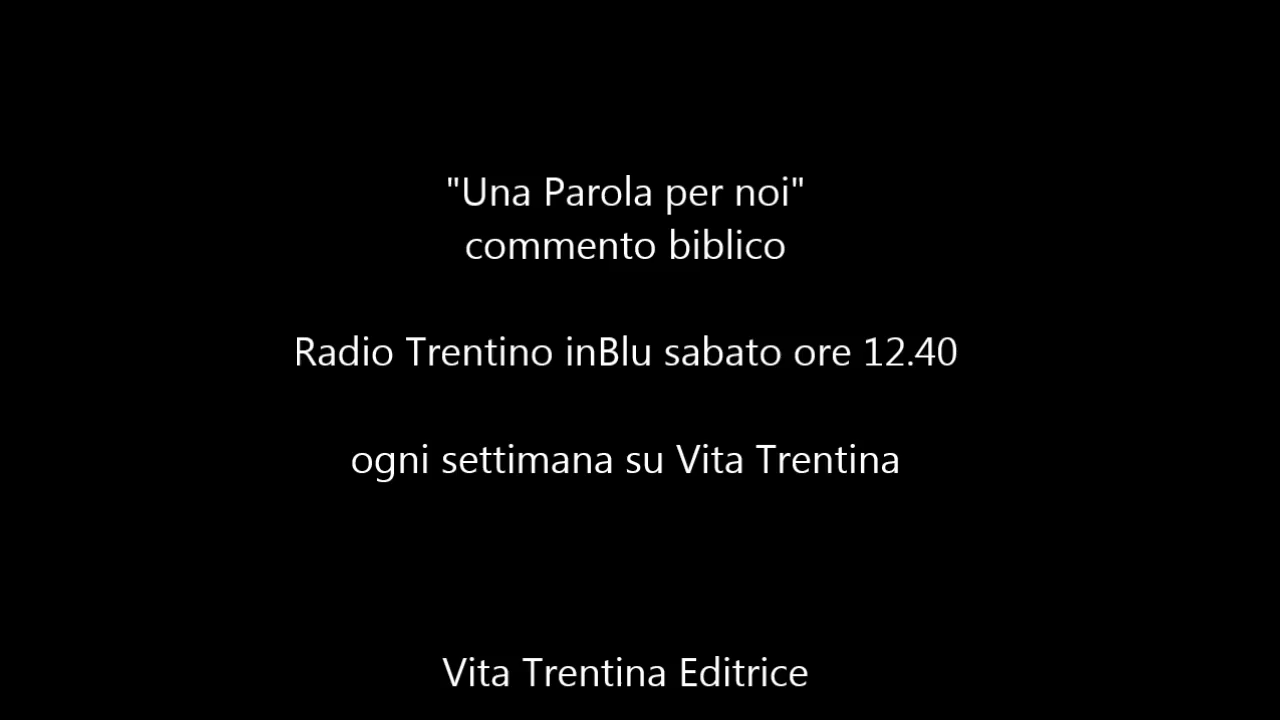 "Una Parola per noi"
commento biblico
Radio Trentino inBlu sabato ore 12.40
ogni settimana su Vita Trentina
Vita Trentina Editrice